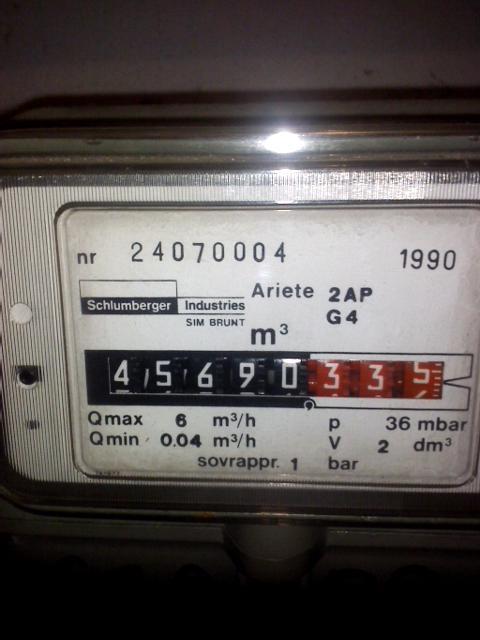 nr 24070004 1990
Schlumberger Industries
SIM BRUNT
Ariete 2AP
G4
m³
45690335
Qmax 6 m³/h p 36 mbar
Qmin 0.04 m³/h V 2 dm³
sovrappr. 1 bar